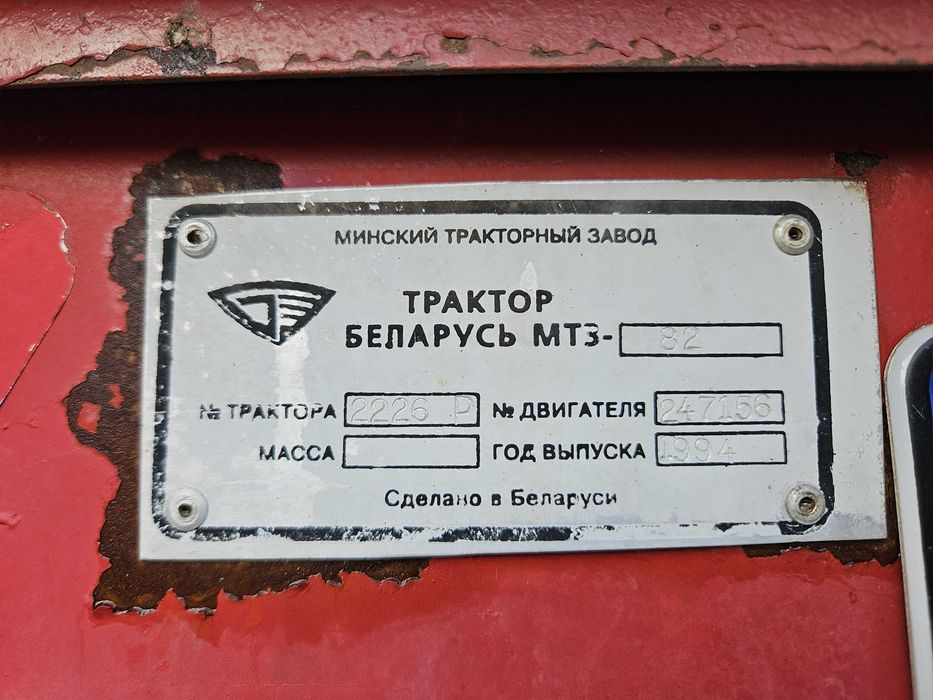 МИНСКИЙ ТРАКТОРНЫЙ ЗАВОД
ТРАКТОР
БЕЛАРУСЬ МТЗ- 82
№ ТРАКТОРА 2226 Р № ДВИГАТЕЛЯ 247156
МАССА ГОД ВЫПУСКА 1994
Сделано в Беларуси